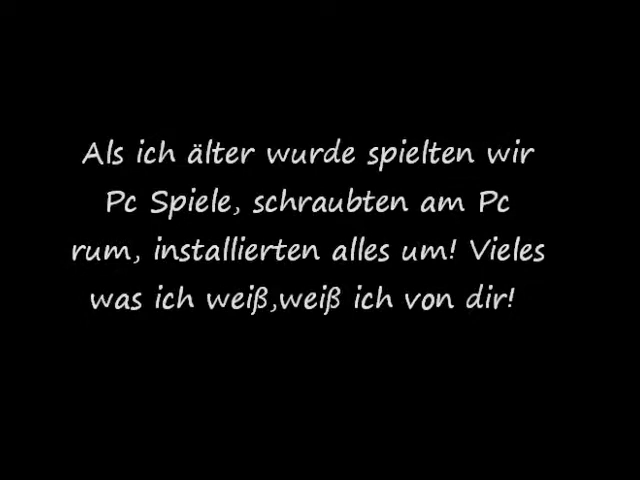 Als ich älter wurde spielten wir
Pc Spiele, schraubten am Pc
rum, installierten alles um! Vieles
was ich weiß,weiß ich von dir!